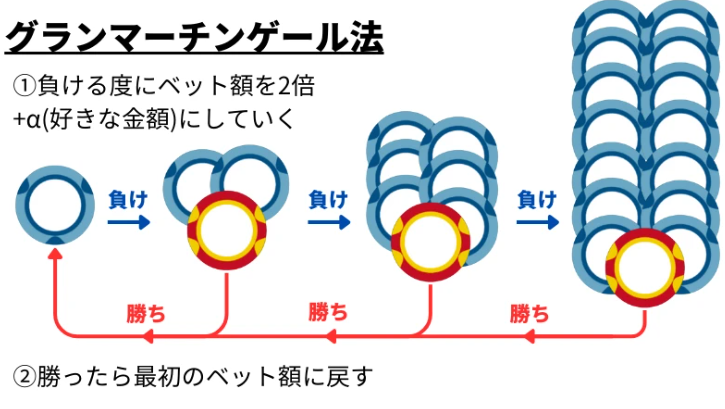 グランマーチンゲール法
①負ける度にベット額を2倍
+α(好きな金額)にしていく
負け
負け
負け
勝ち
勝ち
勝ち
②勝ったら最初のベット額に戻す